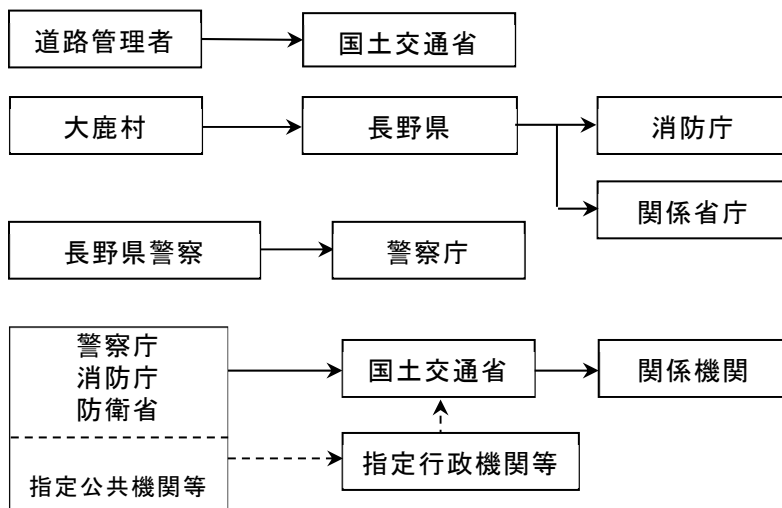 道路管理者
国土交通省
大鹿村
長野県
消防庁
関係省庁
長野県警察
警察庁
警察庁
消防庁
防衛省
国土交通省
関係機関
指定行政機関等
指定公共機関等